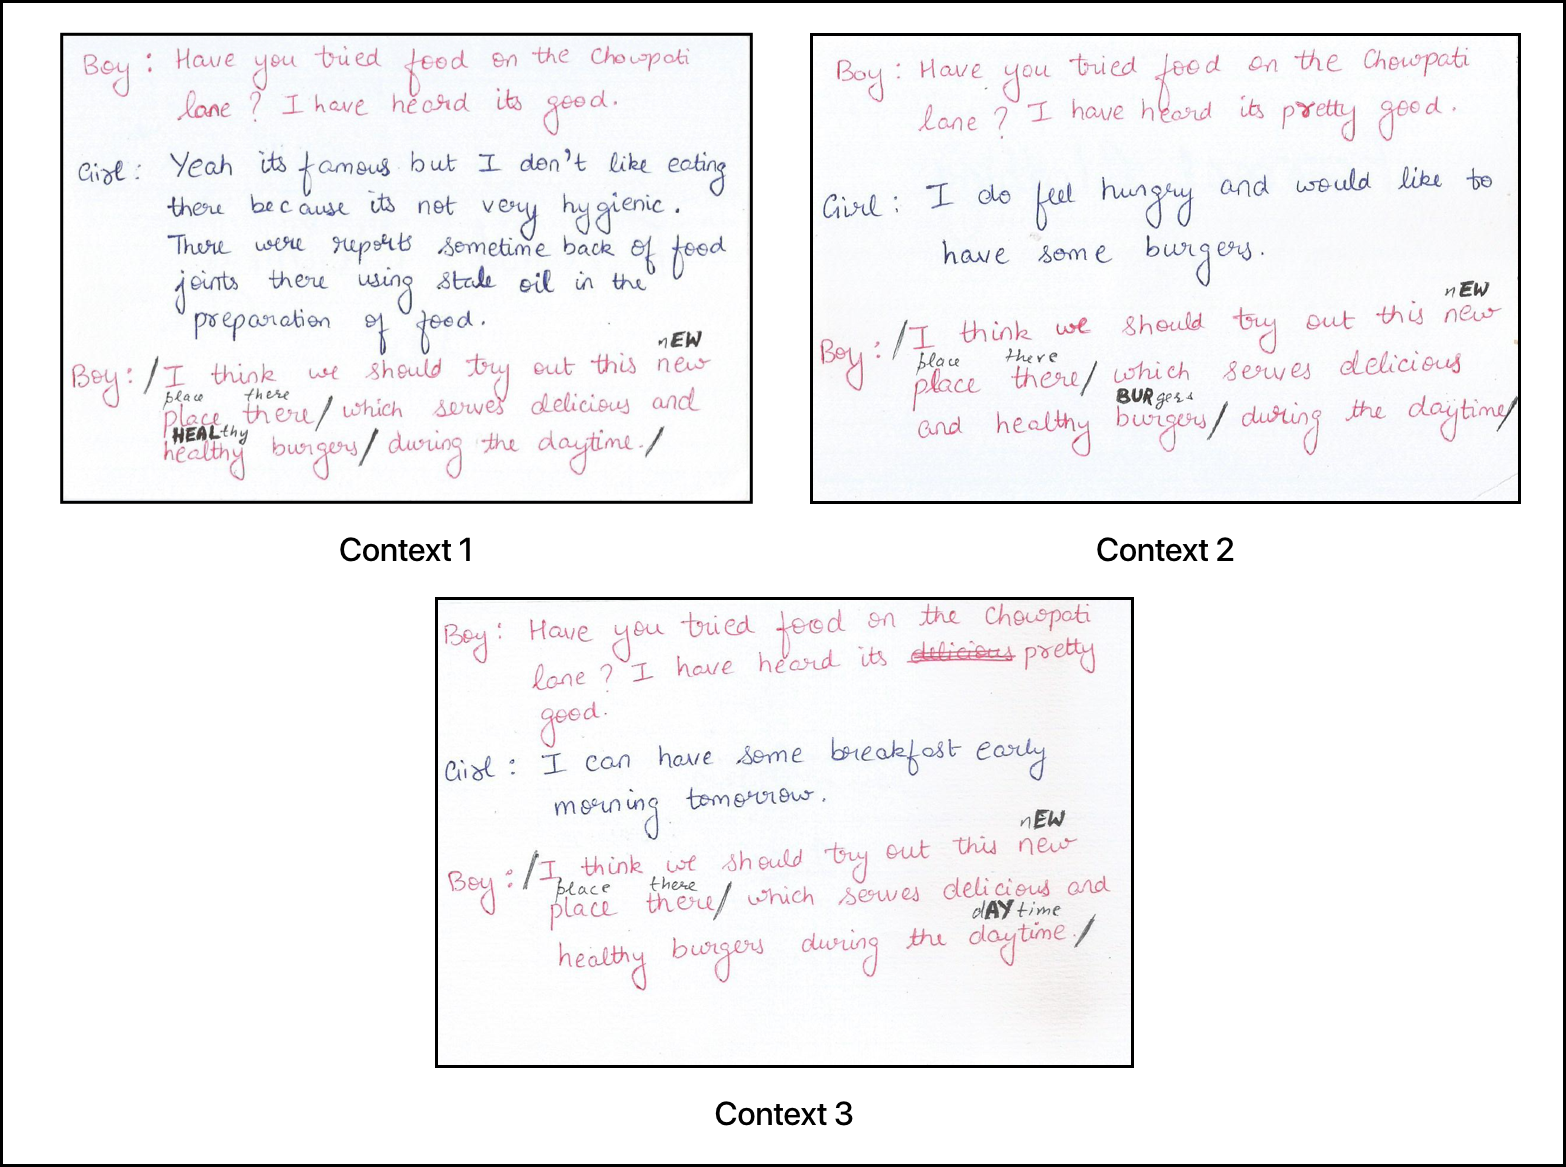 Boy: Have you tried food on the Chowpati
lane? I have heard its good.
Girl: Yeah its famous but I don't like eating
there because its not very hygienic.
There were reports sometime back of food
joints there using stale oil in the
preparation of food.
nEW
Boy: /I think we should try out this new
place there
place there/ which serves delicious and
HEALthy
healthy burgers/ during the daytime./
Context 1
Boy: Have you tried food on the Chowpati
lane? I have heard its pretty good.
Girl: I do feel hungry and would like to
have some burgers.
nEW
Boy: /I think we should try out this new
place there
place there/ which serves delicious
BURgers
and healthy burgers/ during the daytime/
Context 2
Boy: Have you tried food on the Chowpati
lane? I have heard its delicious pretty
good.
Girl: I can have some breakfast early
morning tomorrow.
nEW
Boy: /I think we should try out this new
place there
place there/ which serves delicious and
dAYtime
healthy burgers during the daytime./
Context 3